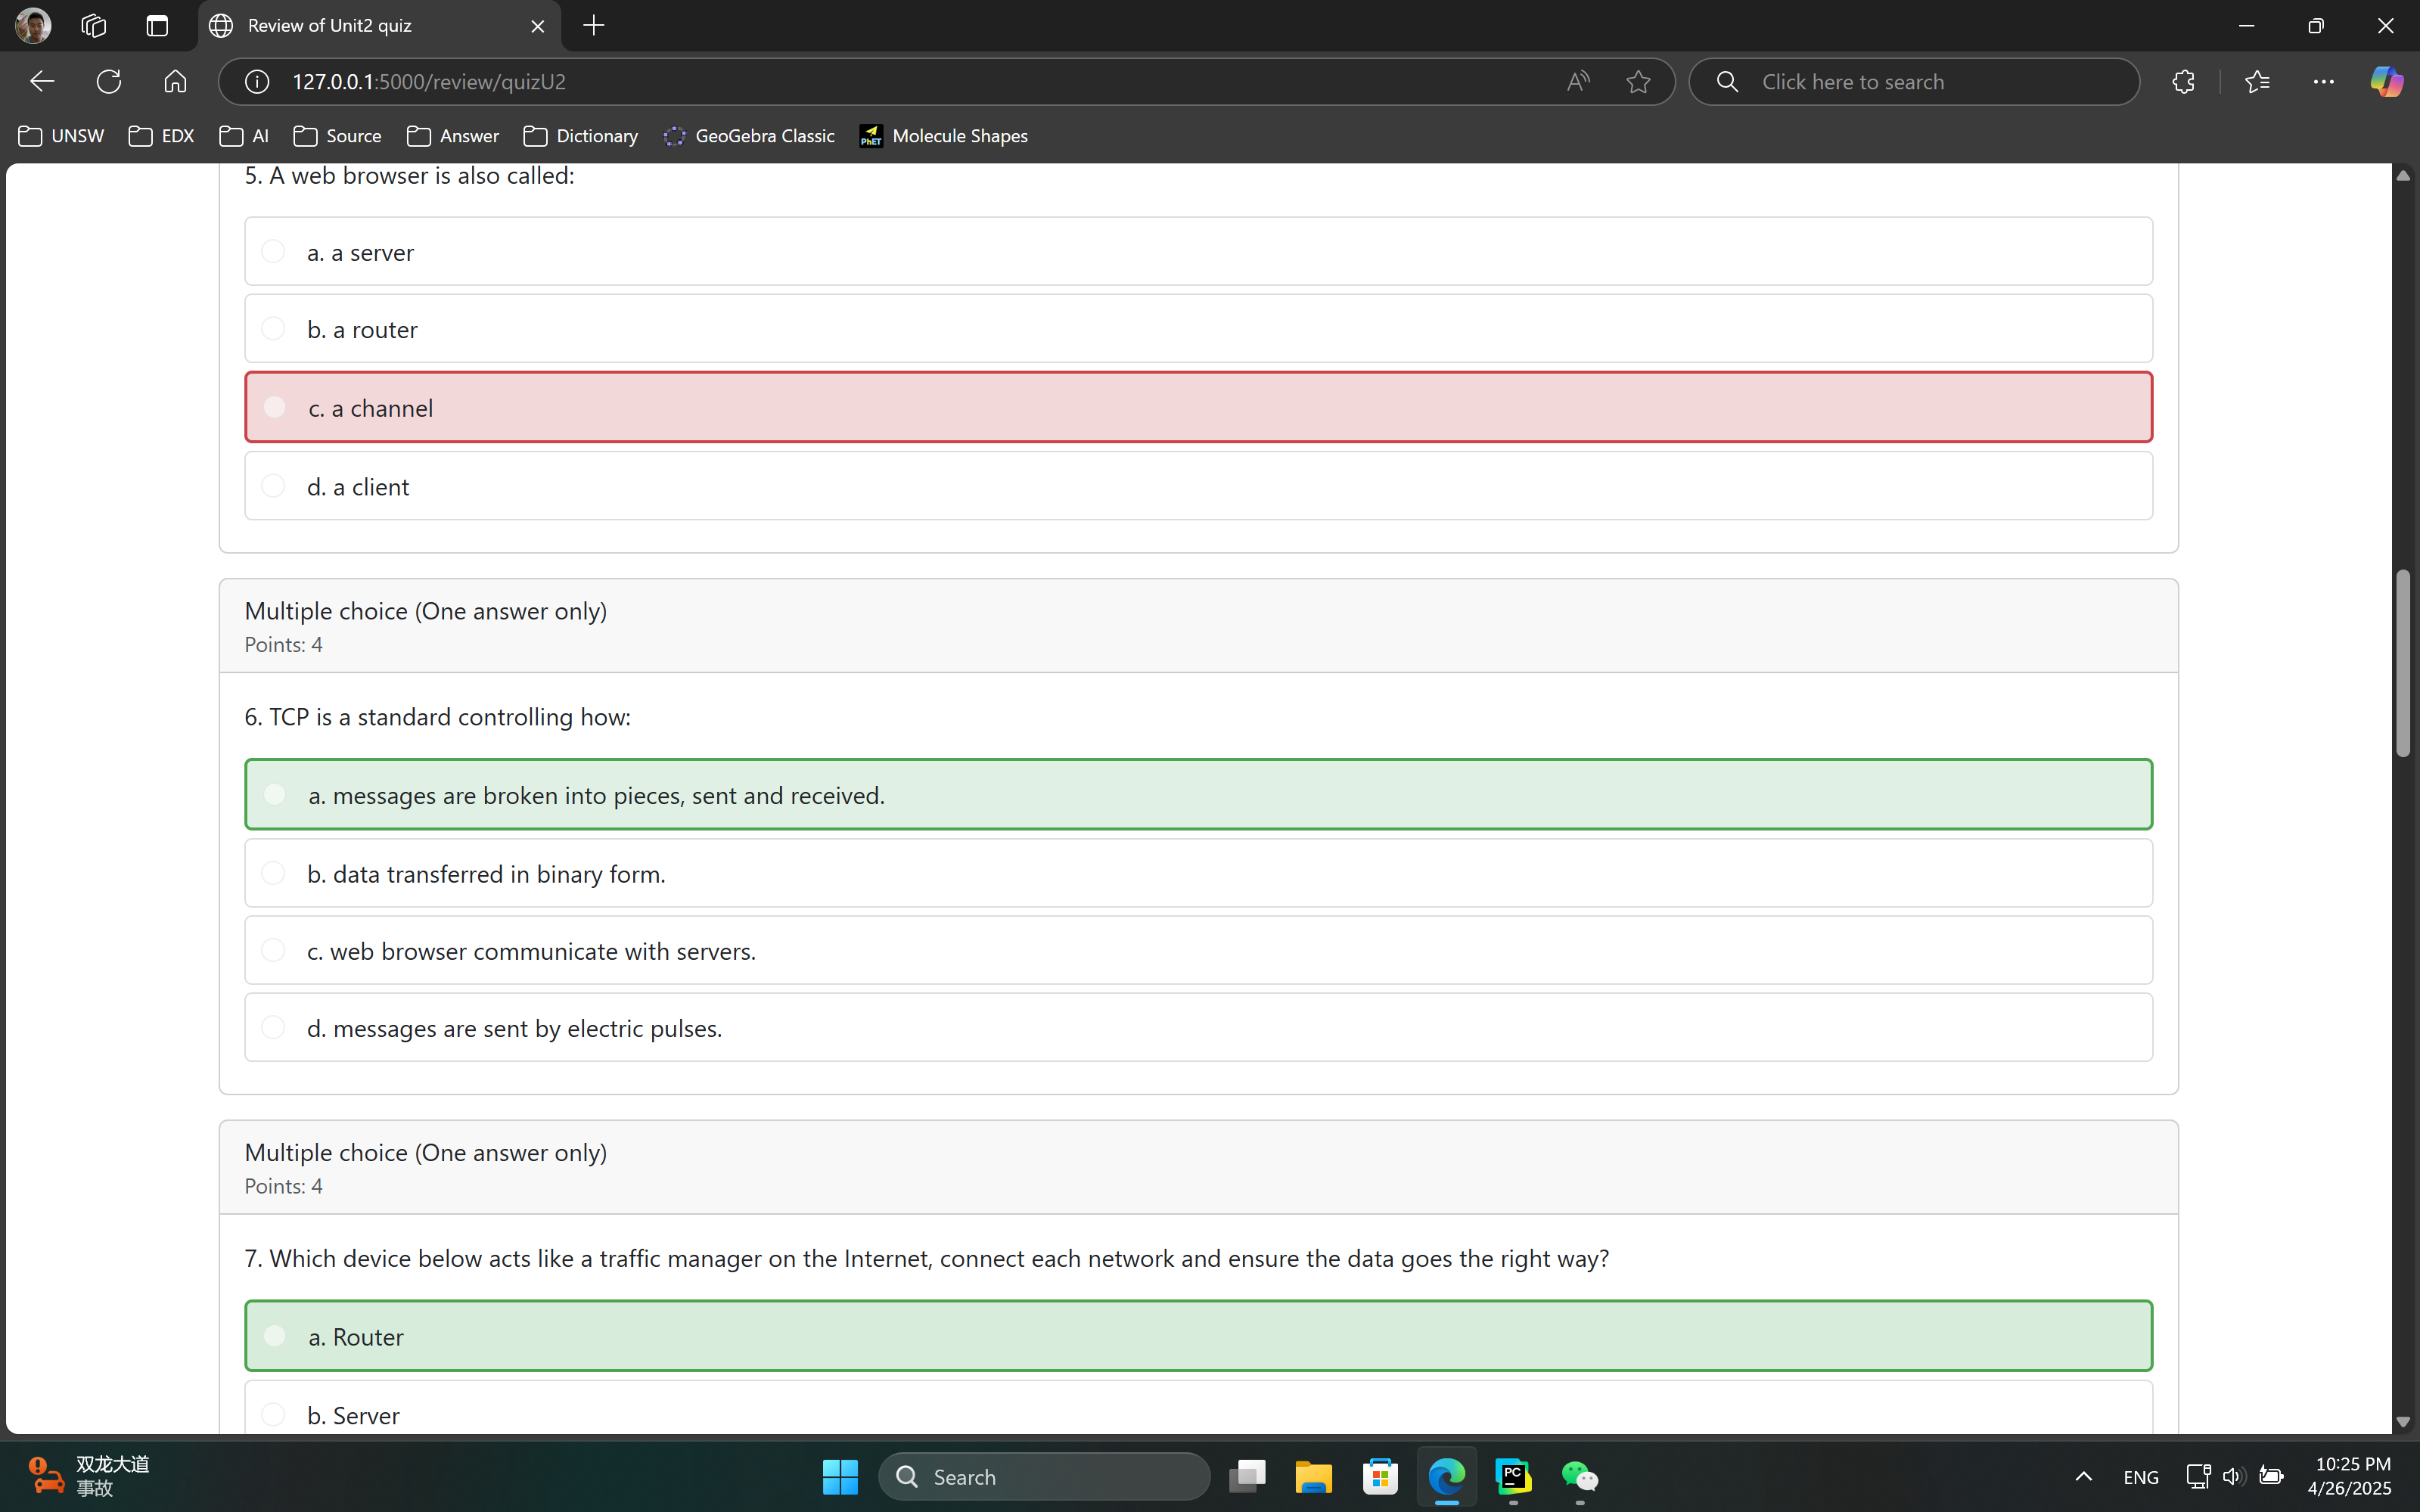 Review of Unit2 quiz
127.0.0.1:5000/review/quizU2
Click here to search
UNSW
EDX
AI
Source
Answer
Dictionary
GeoGebra Classic
PhET
Molecule Shapes
5. A web browser is also called:
a. a server
b. a router
c. a channel
d. a client
Multiple choice (One answer only)
Points: 4
6. TCP is a standard controlling how:
a. messages are broken into pieces, sent and received.
b. data transferred in binary form.
c. web browser communicate with servers.
d. messages are sent by electric pulses.
Multiple choice (One answer only)
Points: 4
7. Which device below acts like a traffic manager on the Internet, connect each network and ensure the data goes the right way?
a. Router
b. Server
双龙大道
事故
Search
PC
ENG
10:25 PM
4/26/2025